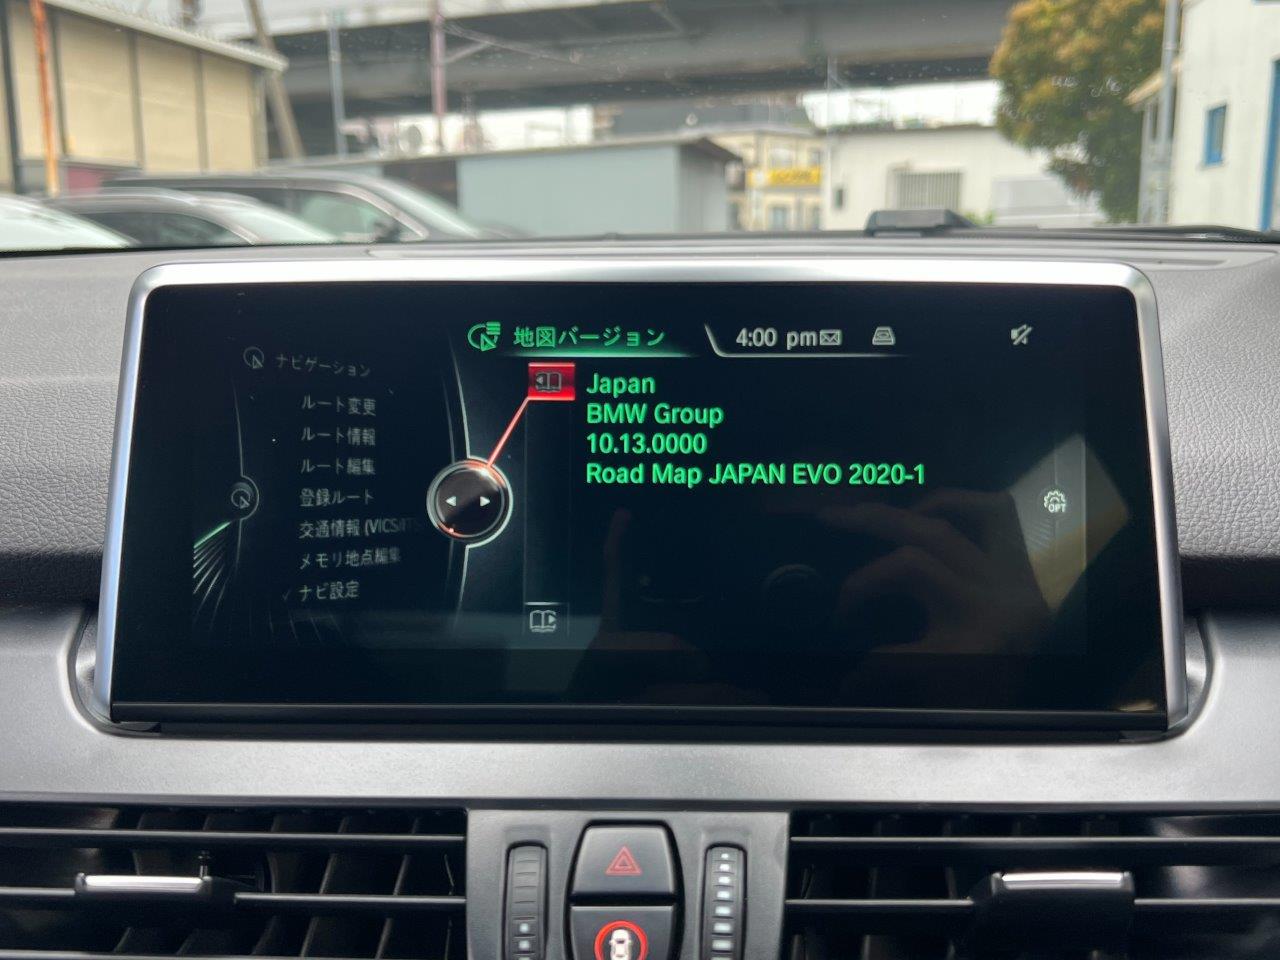 地図バージョン
4:00 pm
ナビゲーション
ルート変更
ルート情報
ルート編集
登録ルート
交通情報 (VICS/ITS
メモリ地点編集
ナビ設定
Japan
BMW Group
10.13.0000
Road Map JAPAN EVO 2020-1
OPT